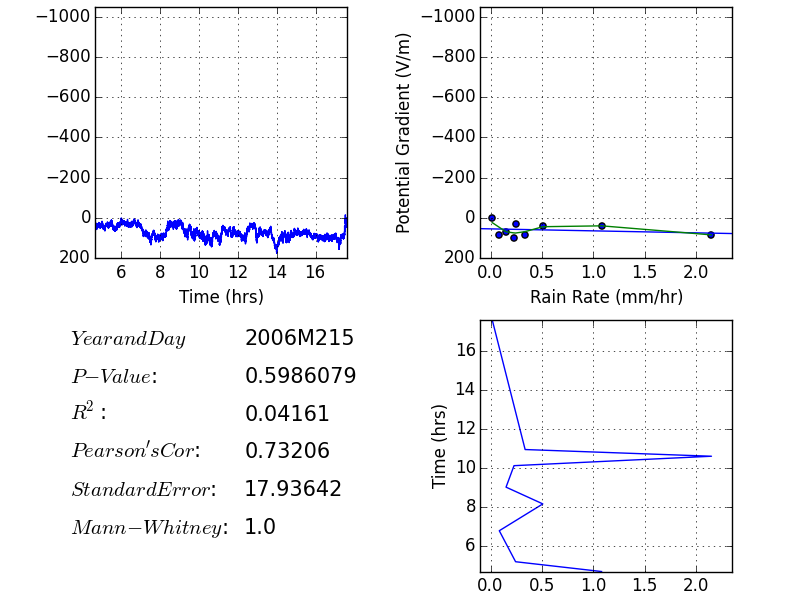 −1000
−800
−600
−400
−200
0
200
6 8 10 12 14 16
Time (hrs)
Potential Gradient (V/m)
−1000
−800
−600
−400
−200
0
200
0.0 0.5 1.0 1.5 2.0
Rain Rate (mm/hr)
YearandDay 2006M215
P−Value: 0.5986079
R²: 0.04161
Pearson'sCor: 0.73206
StandardError: 17.93642
Mann−Whitney: 1.0
Time (hrs)
16
14
12
10
8
6
0.0 0.5 1.0 1.5 2.0